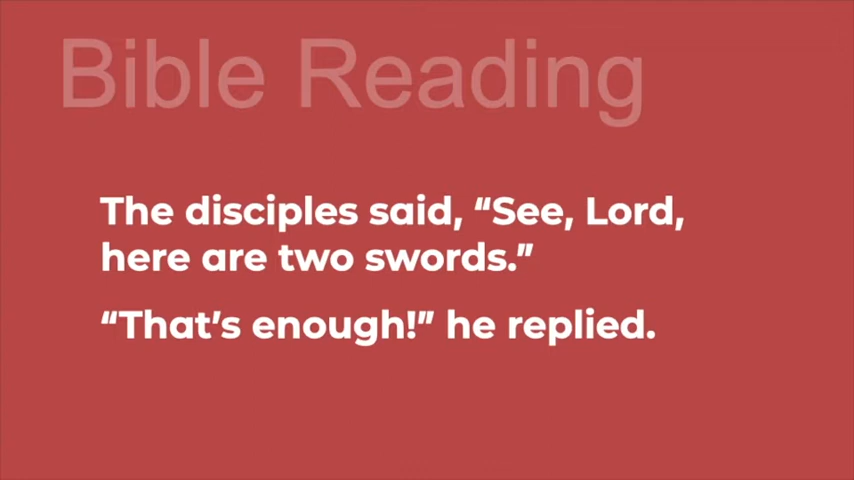 Bible Reading
The disciples said, “See, Lord,
here are two swords.”
“That’s enough!” he replied.